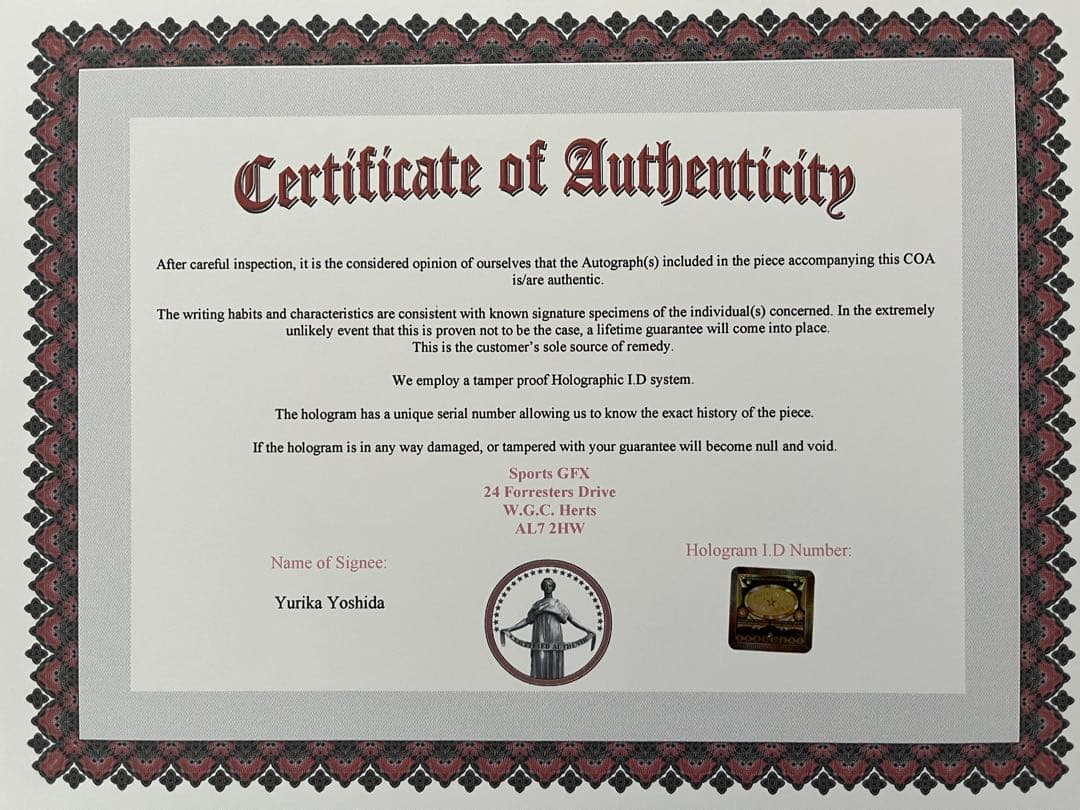 Certificate of Authenticity
After careful inspection, it is the considered opinion of ourselves that the Autograph(s) included in the piece accompanying this COA
is/are authentic.
The writing habits and characteristics are consistent with known signature specimens of the individual(s) concerned. In the extremely
unlikely event that this is proven not to be the case, a lifetime guarantee will come into place.
This is the customer's sole source of remedy.
We employ a tamper proof Holographic I.D system.
The hologram has a unique serial number allowing us to know the exact history of the piece.
If the hologram is in any way damaged, or tampered with your guarantee will become null and void.
Sports GFX
24 Forresters Drive
W.G.C. Herts
AL7 2HW
Name of Signee:
Hologram I.D Number:
Yurika Yoshida